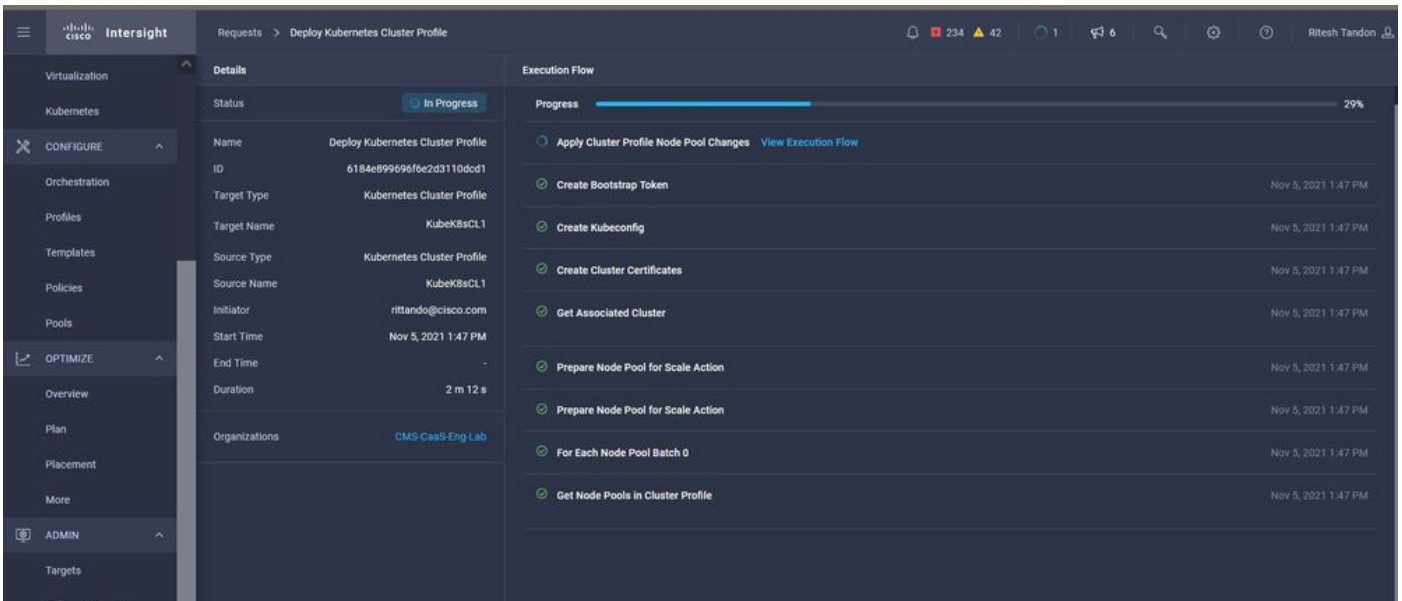 cisco Intersight
Requests > Deploy Kubernetes Cluster Profile
234 42 1 6 Ritesh Tandon
Virtualization
Kubernetes
CONFIGURE
Orchestration
Profiles
Templates
Policies
Pools
OPTIMIZE
Overview
Plan
Placement
More
ADMIN
Targets
Details
Status In Progress
Name Deploy Kubernetes Cluster Profile
ID 6184e899696f6e2d3110dcd1
Target Type Kubernetes Cluster Profile
Target Name KubeK8sCL1
Source Type Kubernetes Cluster Profile
Source Name KubeK8sCL1
Initiator rittando@cisco.com
Start Time Nov 5, 2021 1:47 PM
End Time -
Duration 2 m 12 s
Organizations CMS-CaaS-Eng-Lab
Execution Flow
Progress 29%
Apply Cluster Profile Node Pool Changes View Execution Flow
Create Bootstrap Token Nov 5, 2021 1:47 PM
Create Kubeconfig Nov 5, 2021 1:47 PM
Create Cluster Certificates Nov 5, 2021 1:47 PM
Get Associated Cluster Nov 5, 2021 1:47 PM
Prepare Node Pool for Scale Action Nov 5, 2021 1:47 PM
Prepare Node Pool for Scale Action Nov 5, 2021 1:47 PM
For Each Node Pool Batch 0 Nov 5, 2021 1:47 PM
Get Node Pools in Cluster Profile Nov 5, 2021 1:47 PM